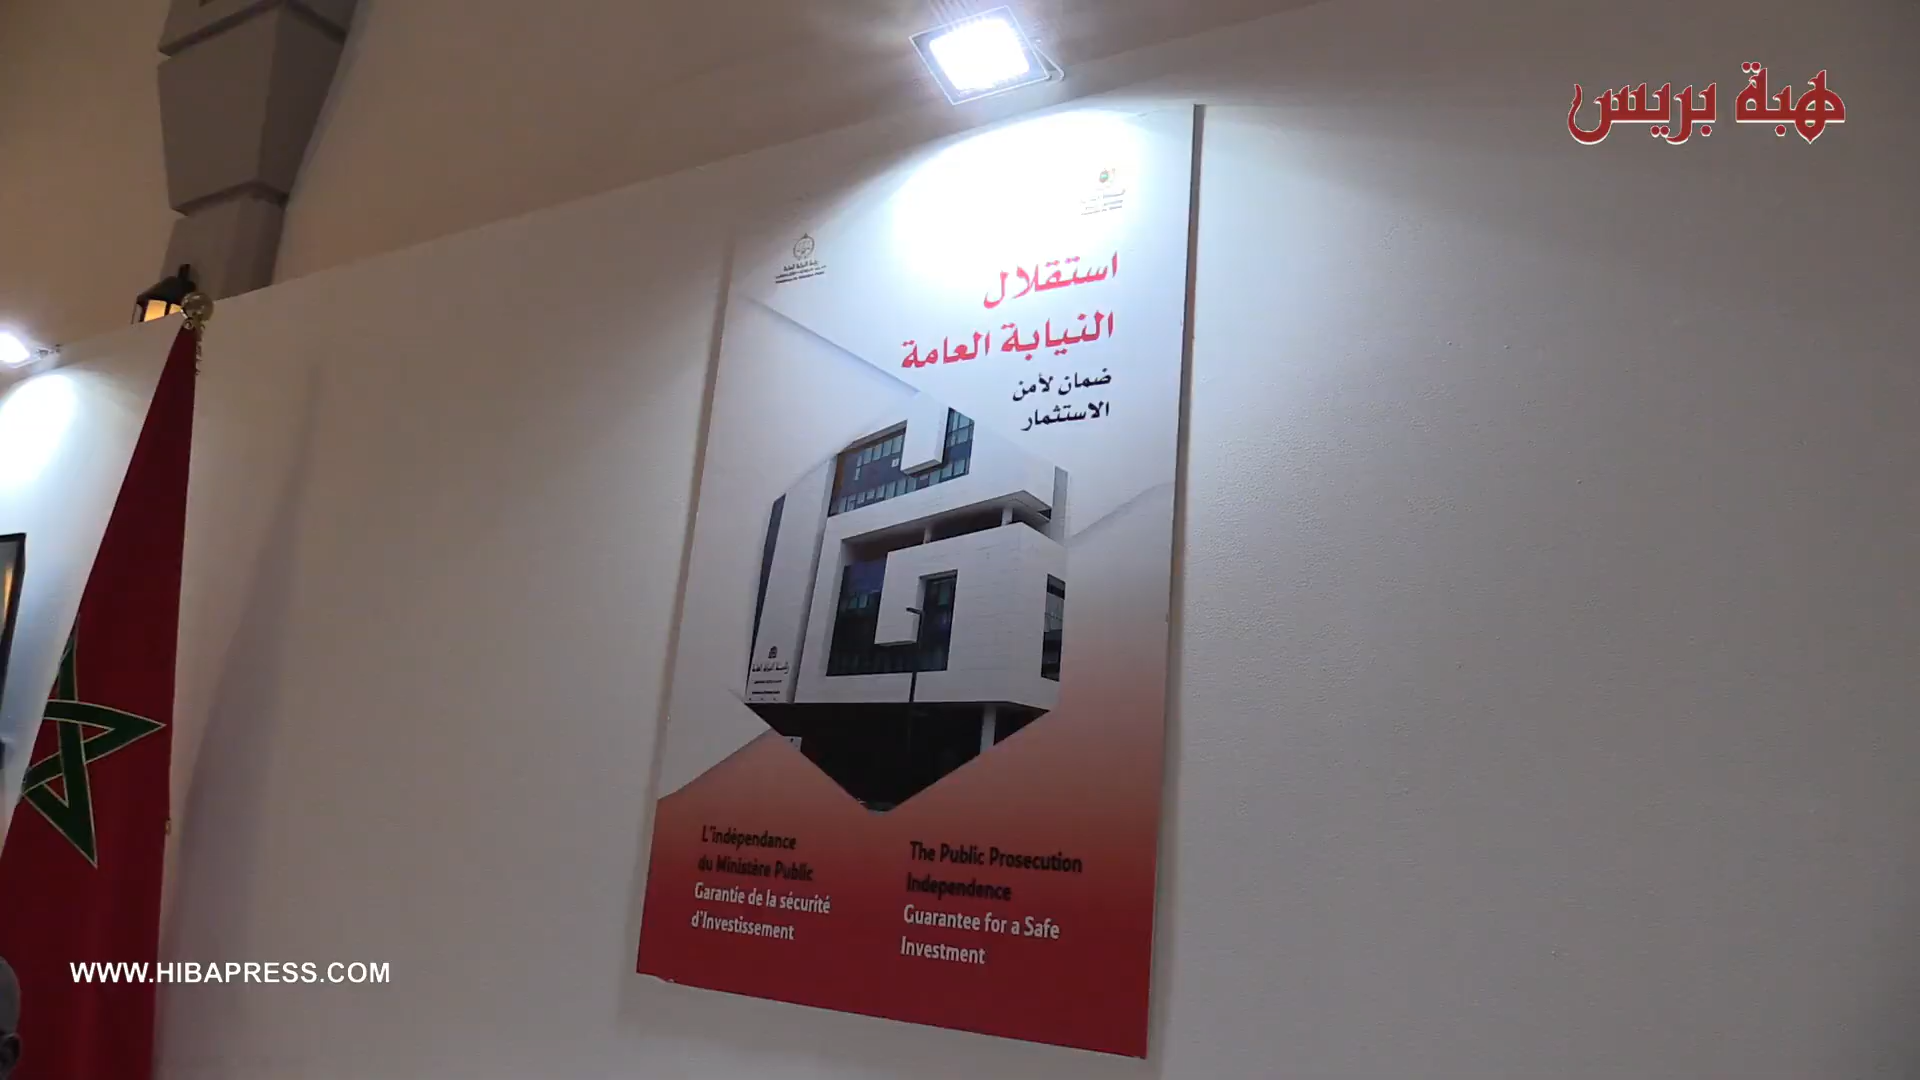 هبة بريس
استقلال
النيابة العامة
ضمان لأمن
الاستثمار
L'indépendance
du Ministère Public
Garantie de la sécurité
d'Investissement
The Public Prosecution
Independence
Guarantee for a Safe
Investment
WWW.HIBAPRESS.COM